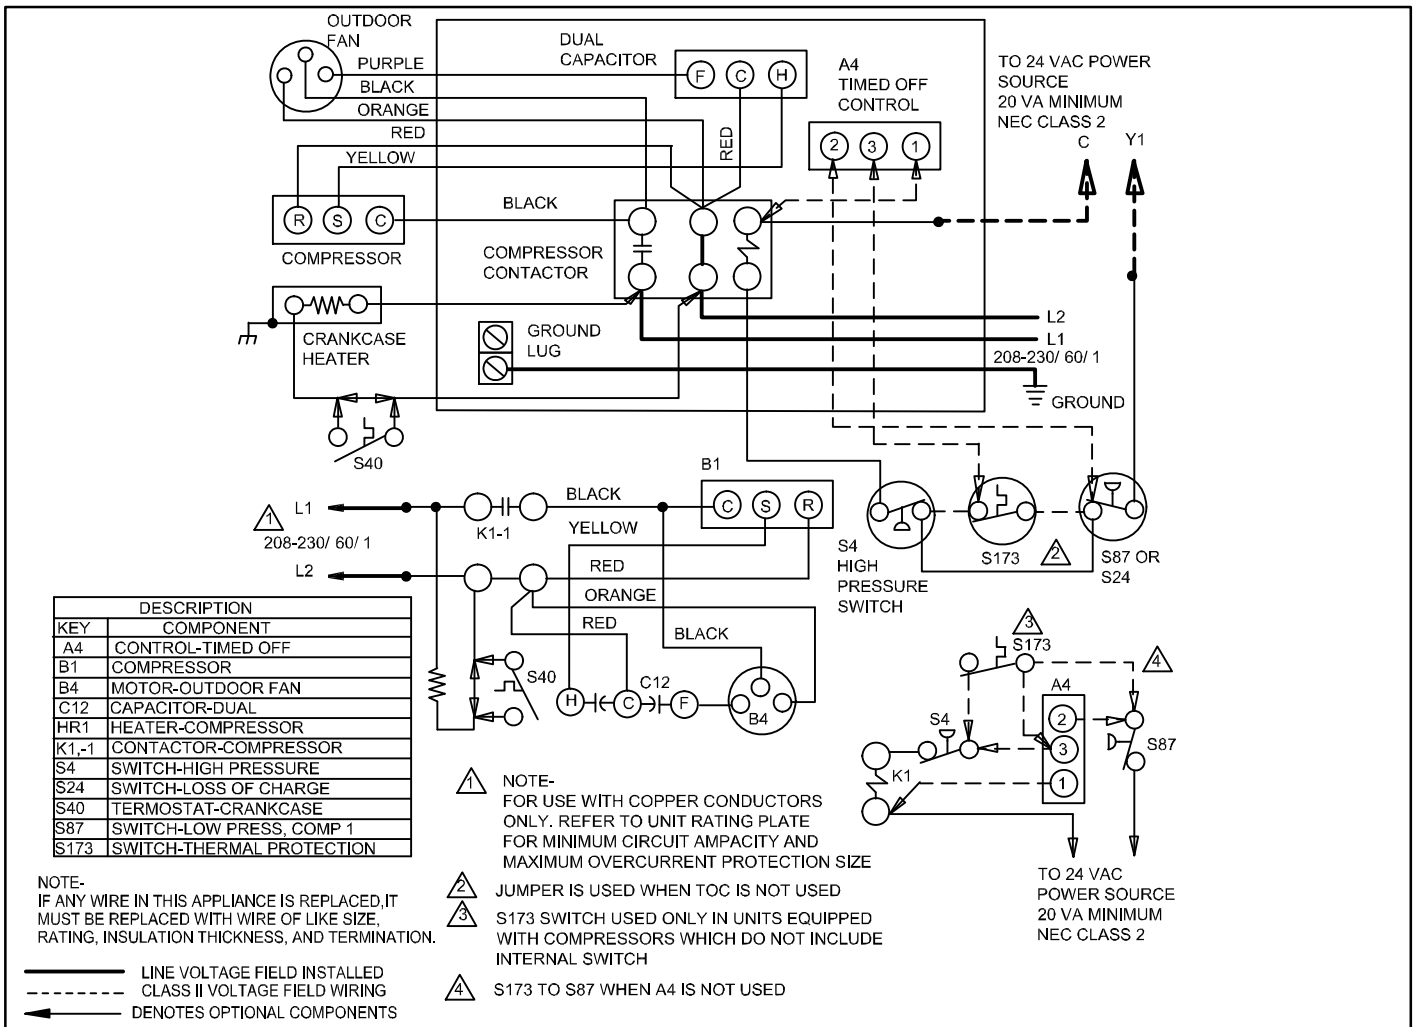 OUTDOOR
FAN
PURPLE
BLACK
ORANGE
RED
YELLOW
DUAL
CAPACITOR
F C H
RED
A4
TIMED OFF
CONTROL
2 3 1
TO 24 VAC POWER
SOURCE
20 VA MINIMUM
NEC CLASS 2
C Y1
R S C
COMPRESSOR
BLACK
COMPRESSOR
CONTACTOR
CRANKCASE
HEATER
GROUND
LUG
L2
L1
208-230/ 60/ 1
GROUND
S40
L1
1
208-230/ 60/ 1
L2
K1-1
BLACK
YELLOW
RED
ORANGE
RED
BLACK
B1
C S R
S40
H C C12 F
B4
S4
HIGH
PRESSURE
SWITCH
S173
2
S87 OR
S24
3
S173
4
A4
2
3
1
S4
S87
K1
TO 24 VAC
POWER SOURCE
20 VA MINIMUM
NEC CLASS 2
DESCRIPTION
KEY COMPONENT
A4 CONTROL-TIMED OFF
B1 COMPRESSOR
B4 MOTOR-OUTDOOR FAN
C12 CAPACITOR-DUAL
HR1 HEATER-COMPRESSOR
K1,-1 CONTACTOR-COMPRESSOR
S4 SWITCH-HIGH PRESSURE
S24 SWITCH-LOSS OF CHARGE
S40 TERMOSTAT-CRANKCASE
S87 SWITCH-LOW PRESS, COMP 1
S173 SWITCH-THERMAL PROTECTION
NOTE-
IF ANY WIRE IN THIS APPLIANCE IS REPLACED,IT
MUST BE REPLACED WITH WIRE OF LIKE SIZE,
RATING, INSULATION THICKNESS, AND TERMINATION.
LINE VOLTAGE FIELD INSTALLED
CLASS II VOLTAGE FIELD WIRING
DENOTES OPTIONAL COMPONENTS
1 NOTE-
FOR USE WITH COPPER CONDUCTORS
ONLY. REFER TO UNIT RATING PLATE
FOR MINIMUM CIRCUIT AMPACITY AND
MAXIMUM OVERCURRENT PROTECTION SIZE
2 JUMPER IS USED WHEN TOC IS NOT USED
3 S173 SWITCH USED ONLY IN UNITS EQUIPPED
WITH COMPRESSORS WHICH DO NOT INCLUDE
INTERNAL SWITCH
4 S173 TO S87 WHEN A4 IS NOT USED